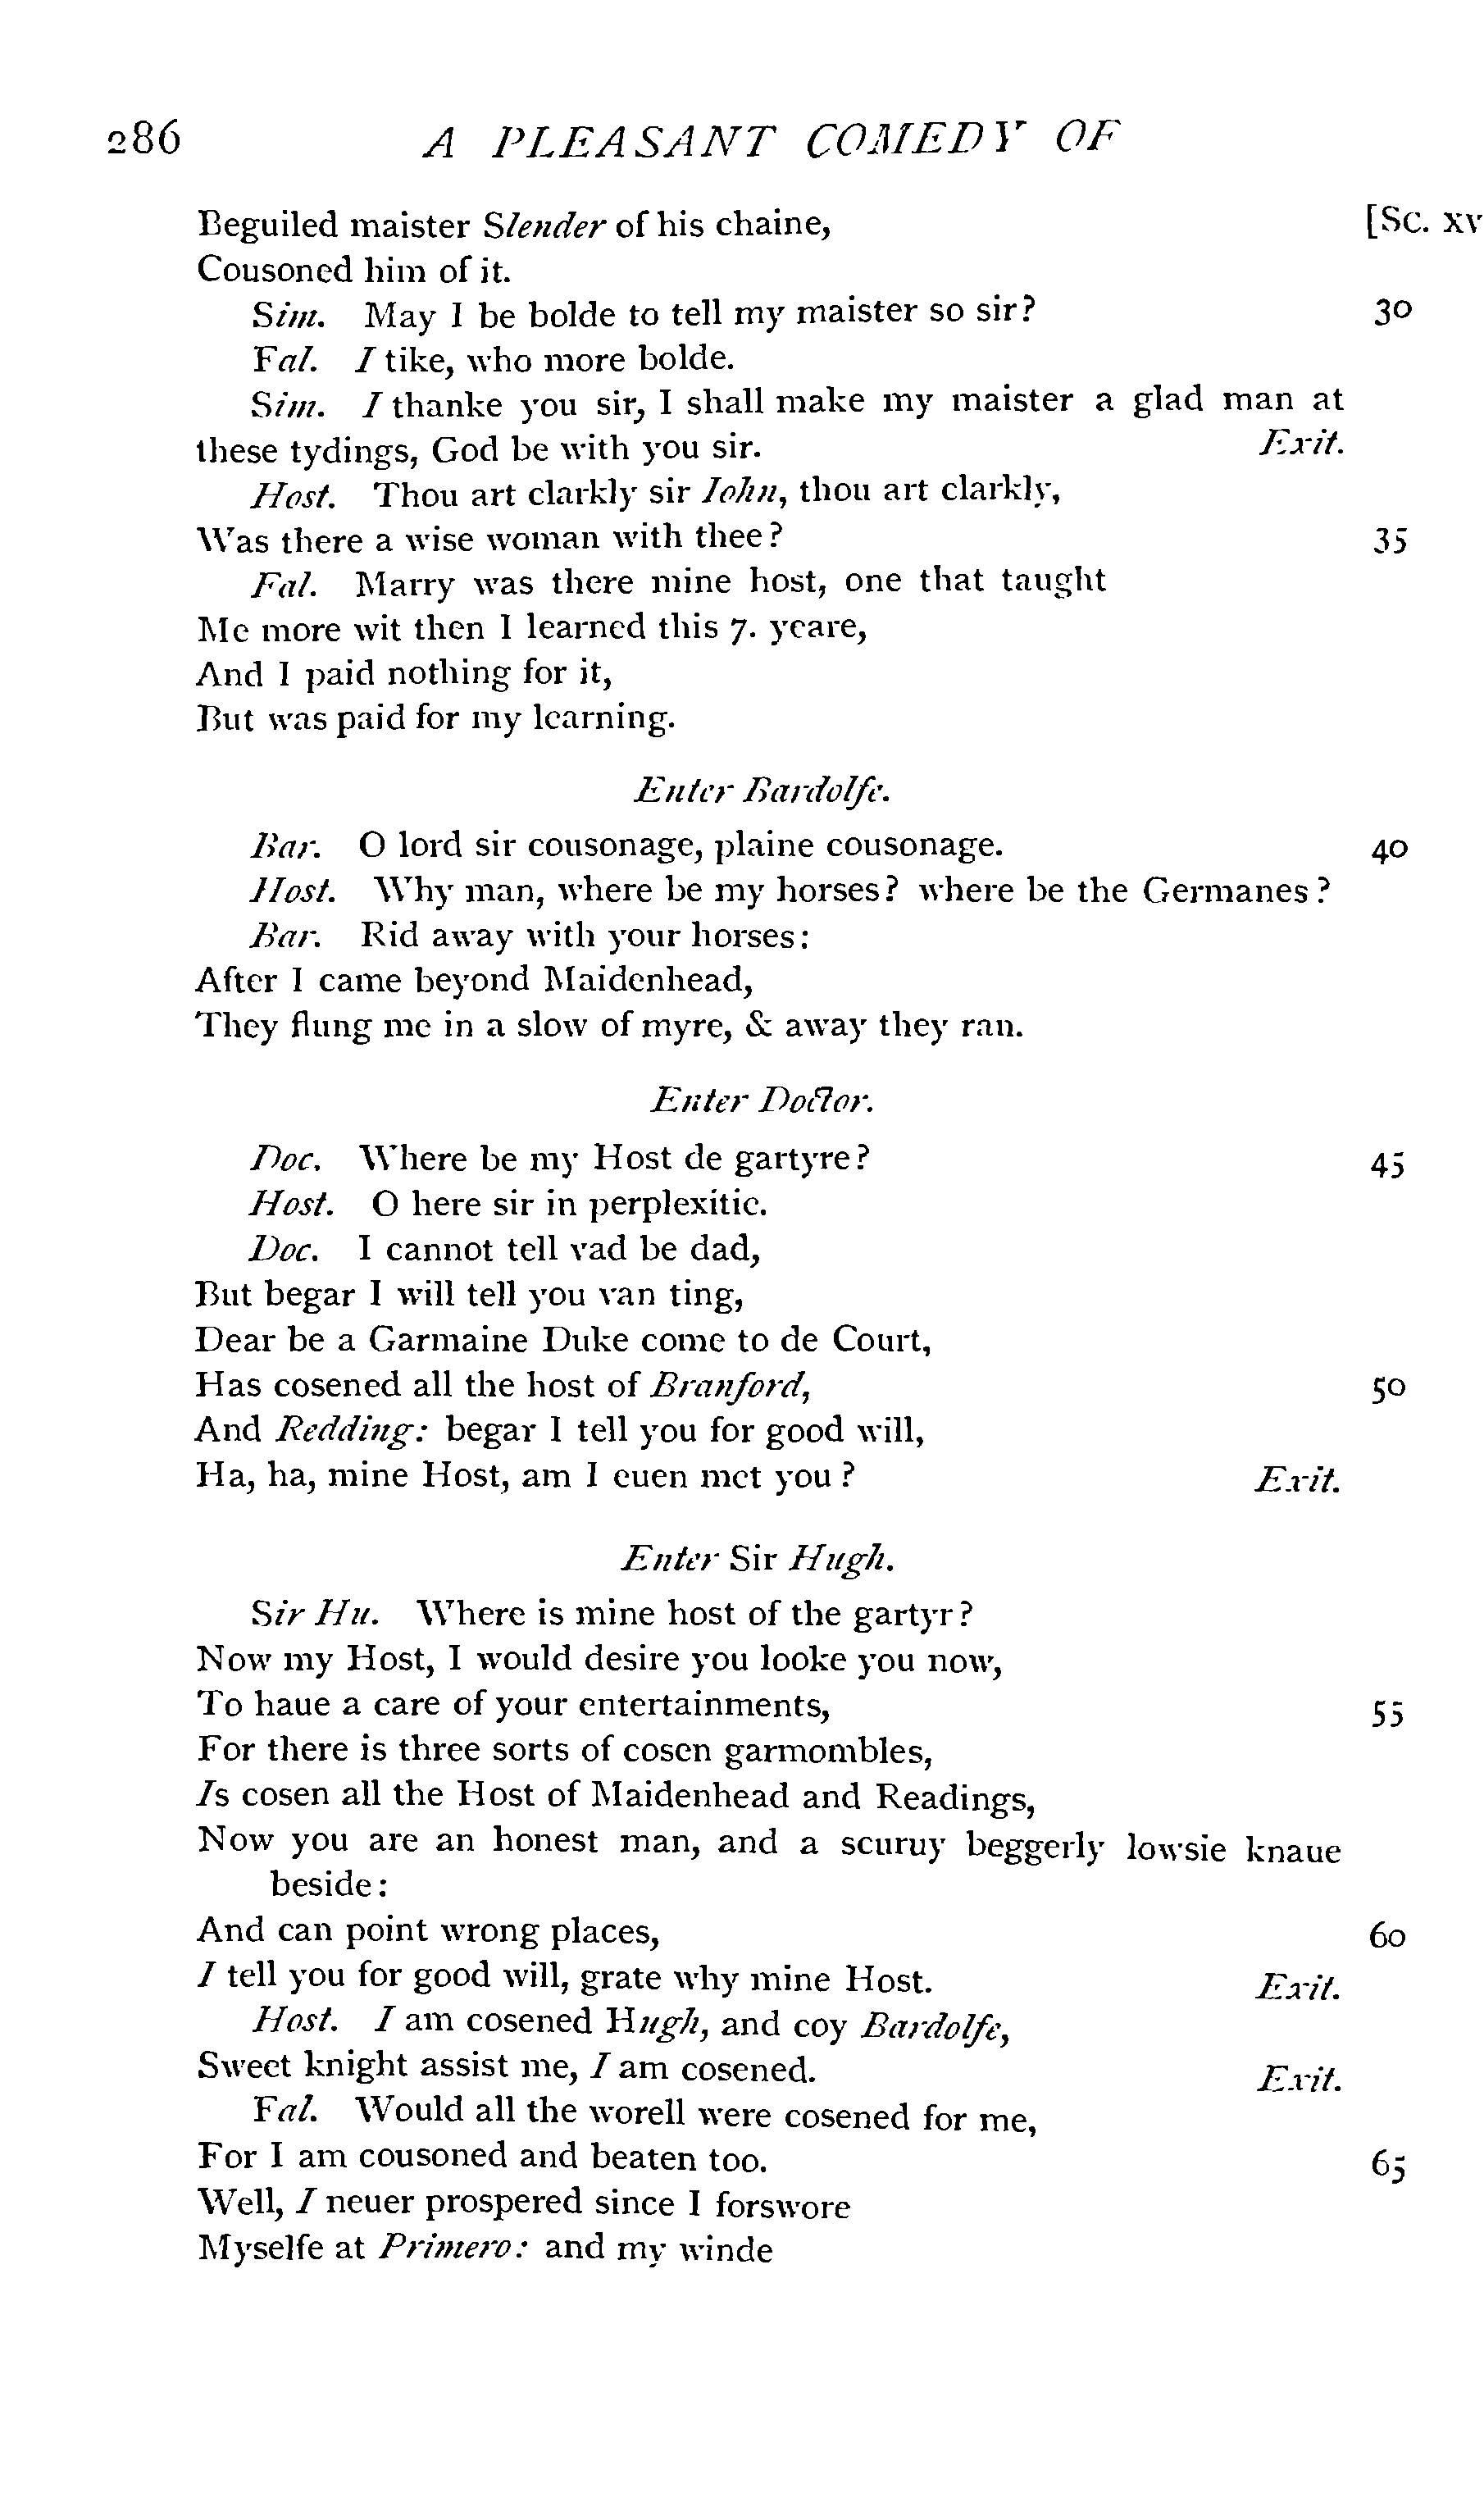 286 A PLEASANT COMEDY OF
Beguiled maister Slender of his chaine, [Sc. xv
Cousoned him of it.
Sim. May I be bolde to tell my maister so sir? 30
Fal. I tike, who more bolde.
Sim. I thanke you sir, I shall make my maister a glad man at
these tydings, God be with you sir. Exit.
Host. Thou art clarkly sir Iohn, thou art clarkly,
Was there a wise woman with thee? 35
Fal. Marry was there mine host, one that taught
Me more wit then I learned this 7. yeare,
And I paid nothing for it,
But was paid for my learning.
Enter Bardolfe.
Bar. O lord sir cousonage, plaine cousonage. 40
Host. Why man, where be my horses? where be the Germanes?
Bar. Rid away with your horses:
After I came beyond Maidenhead,
They flung me in a slow of myre, & away they ran.
Enter Doctor.
Doc. Where be my Host de gartyre? 45
Host. O here sir in perplexitie.
Doc. I cannot tell vad be dad,
But begar I will tell you van ting,
Dear be a Garmaine Duke come to de Court,
Has cosened all the host of Branford, 50
And Redding: begar I tell you for good will,
Ha, ha, mine Host, am I euen met you? Exit.
Enter Sir Hugh.
Sir Hu. Where is mine host of the gartyr?
Now my Host, I would desire you looke you now,
To haue a care of your entertainments, 55
For there is three sorts of cosen garmombles,
Is cosen all the Host of Maidenhead and Readings,
Now you are an honest man, and a scuruy beggerly lowsie knaue
beside:
And can point wrong places, 60
I tell you for good will, grate why mine Host. Exit.
Host. I am cosened Hugh, and coy Bardolfe,
Sweet knight assist me, I am cosened. Exit.
Fal. Would all the worell were cosened for me,
For I am cousoned and beaten too. 65
Well, I neuer prospered since I forswore
Myselfe at Primero: and my winde